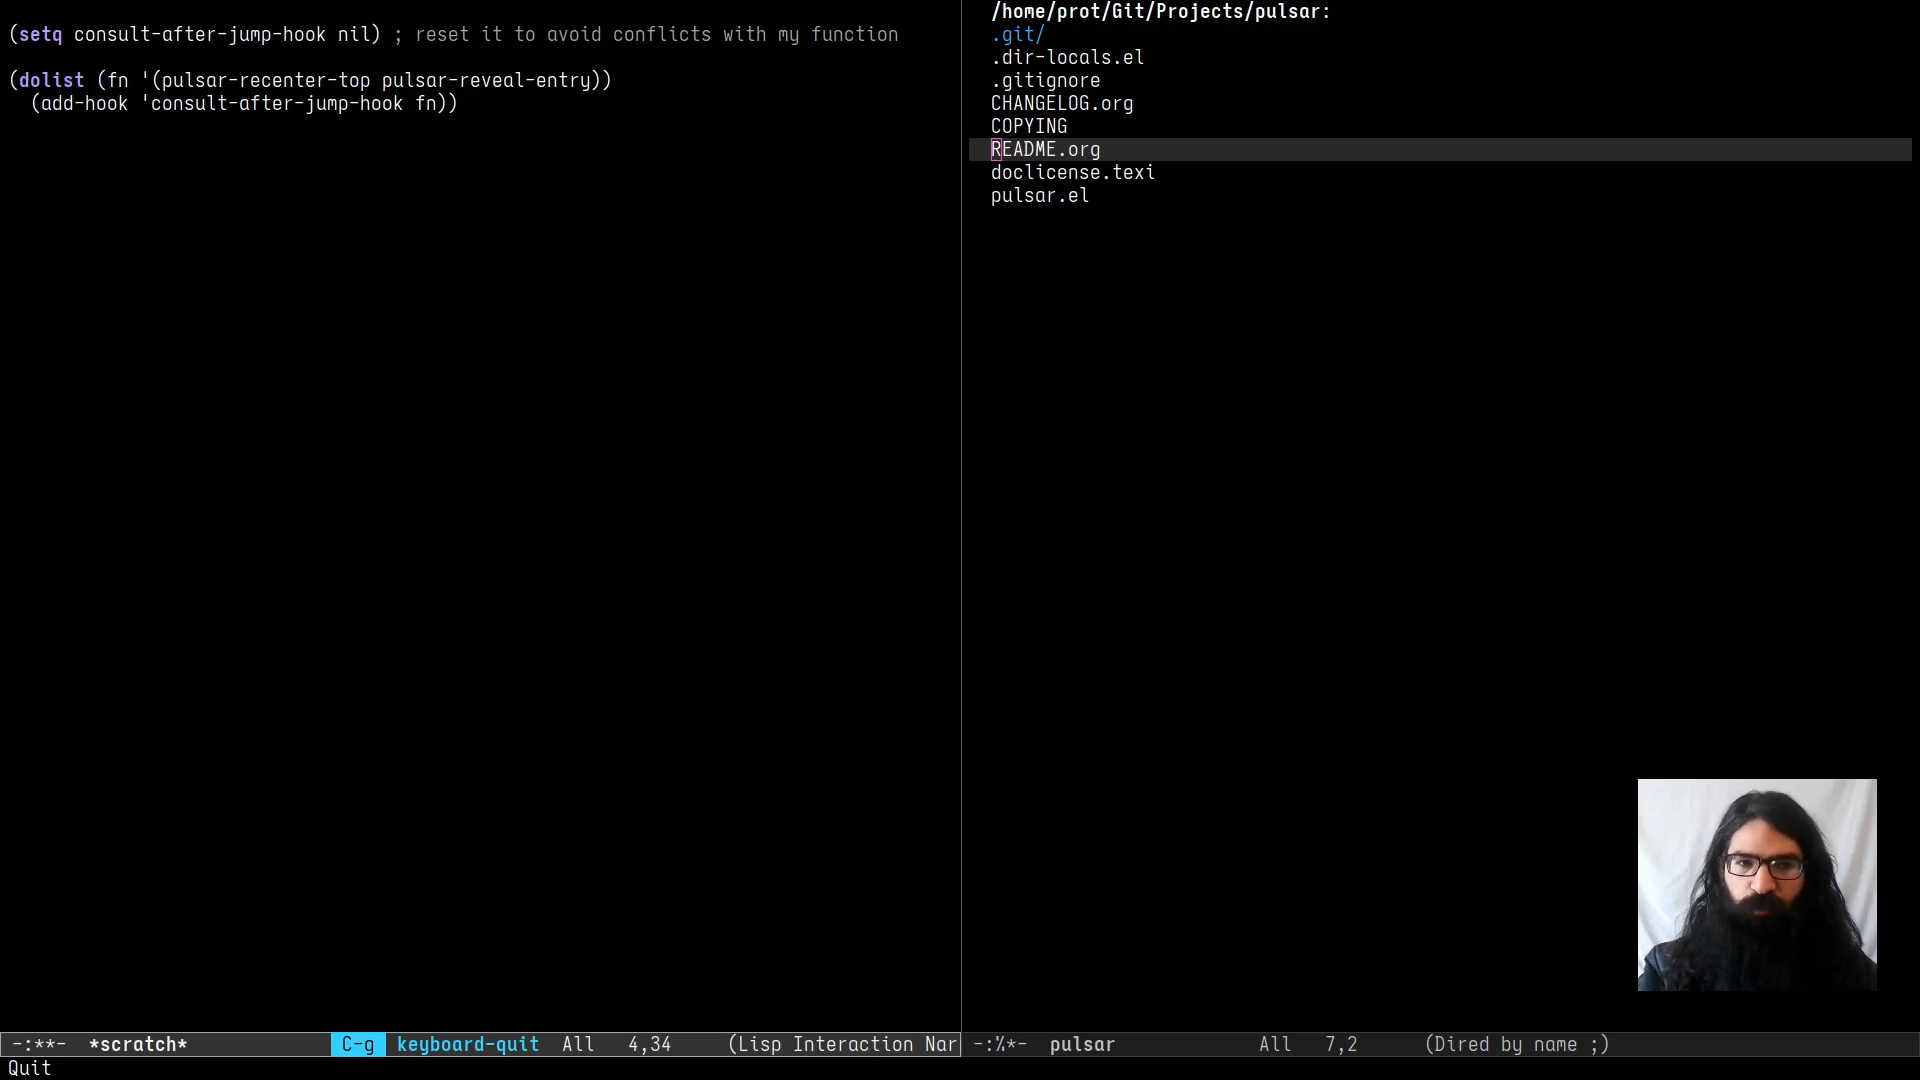 (setq consult-after-jump-hook nil) ; reset it to avoid conflicts with my function
(dolist (fn '(pulsar-recenter-top pulsar-reveal-entry))
  (add-hook 'consult-after-jump-hook fn))
-:**-  *scratch*  C-g keyboard-quit  All  4,34  (Lisp Interaction Nar
Quit
/home/prot/Git/Projects/pulsar:
.git/
.dir-locals.el
.gitignore
CHANGELOG.org
COPYING
README.org
doclicense.texi
pulsar.el
-:%*-  pulsar  All  7,2  (Dired by name ;)